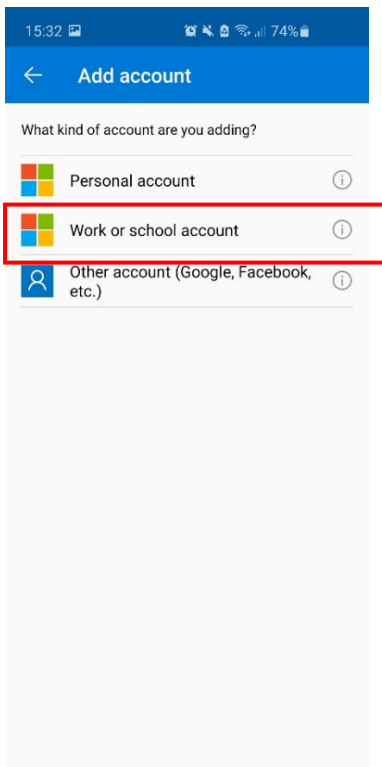 15:32 74%
Add account
What kind of account are you adding?
Personal account
Work or school account
Other account (Google, Facebook,
etc.)